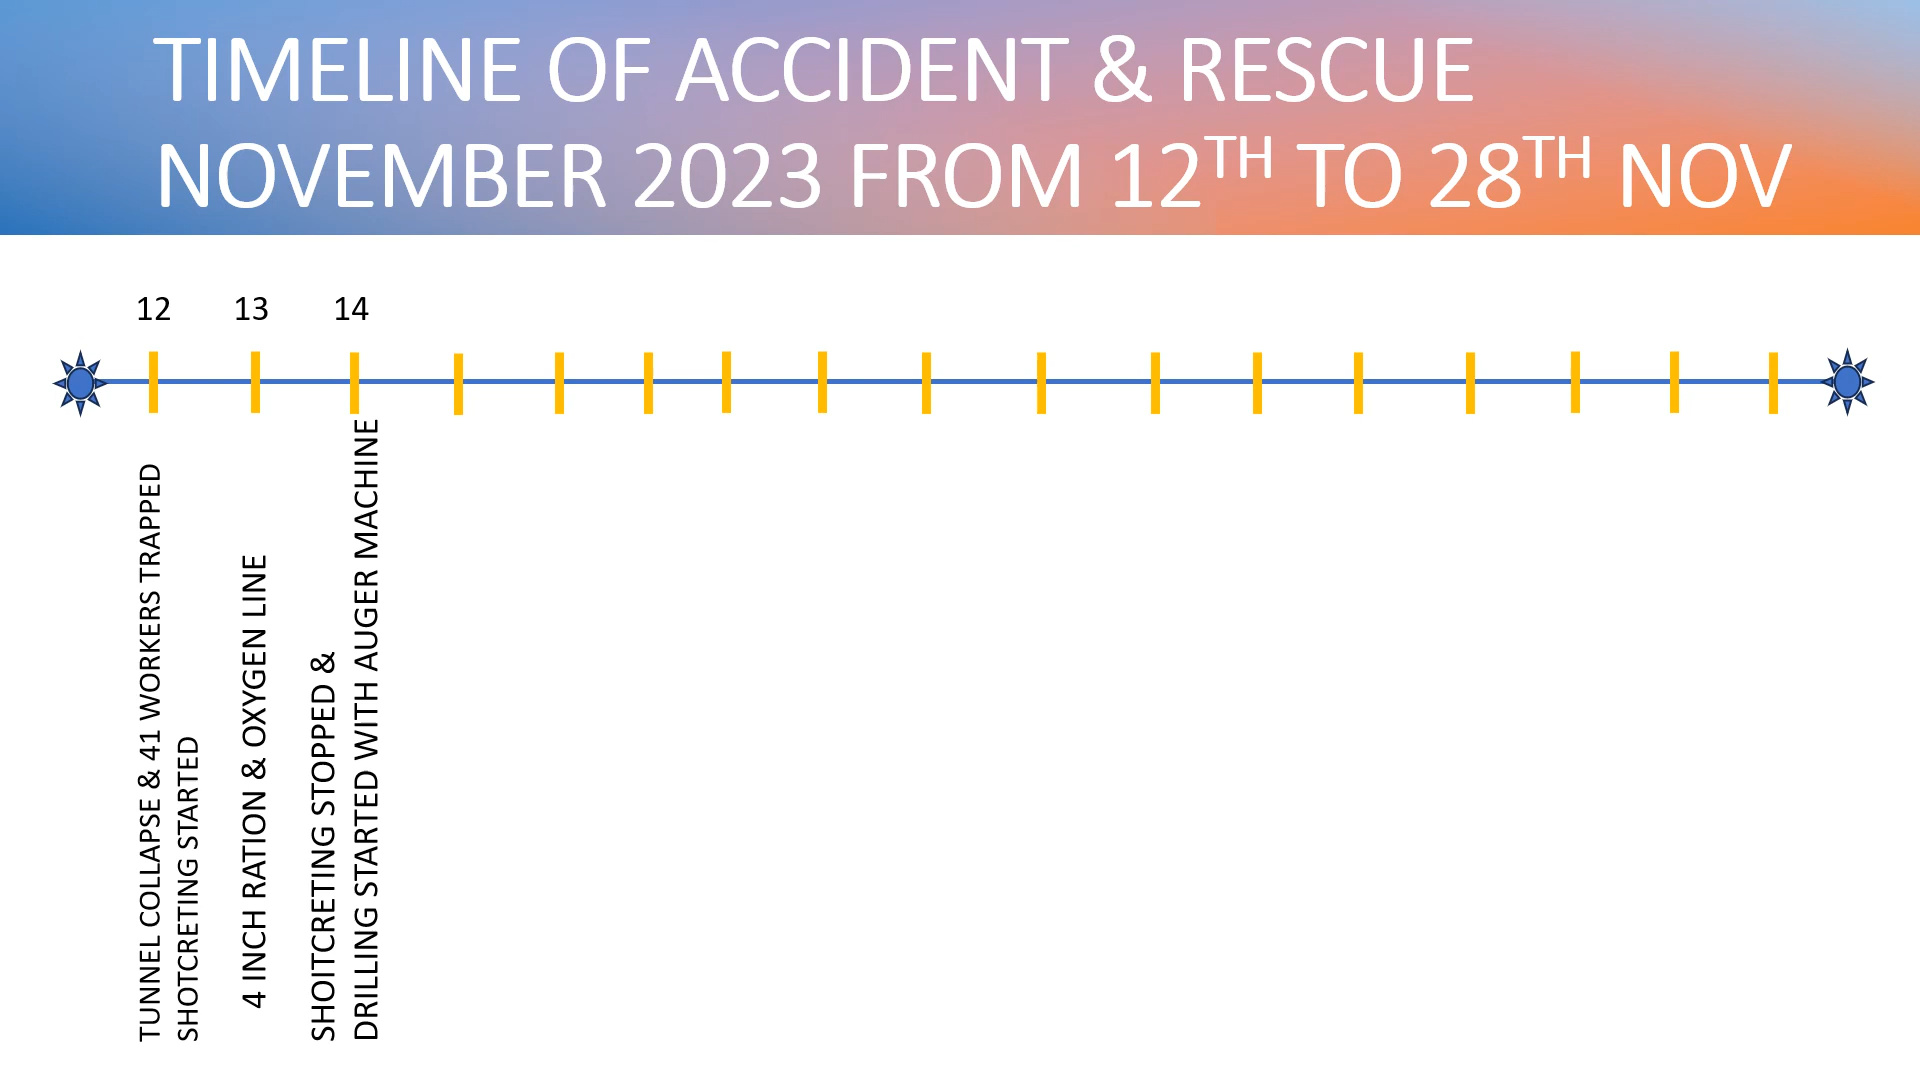 TIMELINE OF ACCIDENT & RESCUE
NOVEMBER 2023 FROM 12TH TO 28TH NOV
12
13
14
TUNNEL COLLAPSE & 41 WORKERS TRAPPED
SHOTCRETING STARTED
4 INCH RATION & OXYGEN LINE
SHOITCRETING STOPPED &
DRILLING STARTED WITH AUGER MACHINE